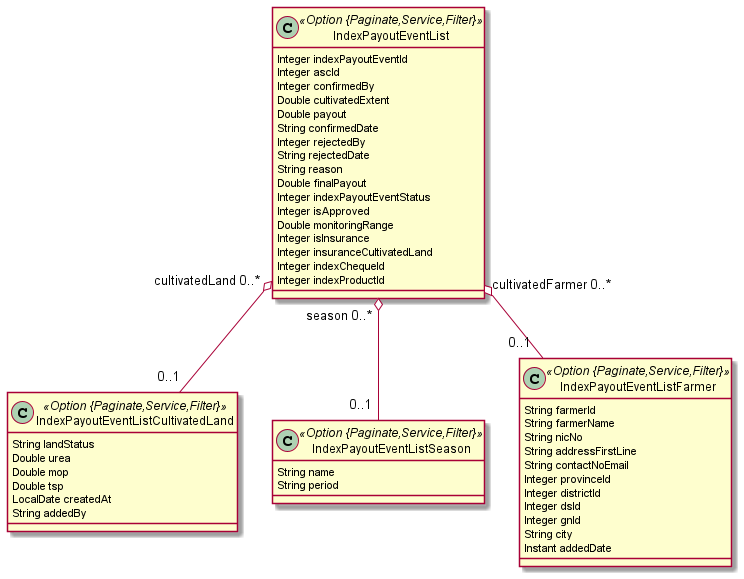 C «Option {Paginate,Service,Filter}»
IndexPayoutEventList
Integer indexPayoutEventId
Integer ascId
Integer confirmedBy
Double cultivatedExtent
Double payout
String confirmedDate
Integer rejectedBy
String rejectedDate
String reason
Double finalPayout
Integer indexPayoutEventStatus
Integer isApproved
Double monitoringRange
Integer isInsurance
Integer insuranceCultivatedLand
Integer indexChequeId
Integer indexProductId
cultivatedLand 0..*
season 0..*
cultivatedFarmer 0..*
0..1
0..1
0..1
C «Option {Paginate,Service,Filter}»
IndexPayoutEventListCultivatedLand
String landStatus
Double urea
Double mop
Double tsp
LocalDate createdAt
String addedBy
C «Option {Paginate,Service,Filter}»
IndexPayoutEventListSeason
String name
String period
C «Option {Paginate,Service,Filter}»
IndexPayoutEventListFarmer
String farmerId
String farmerName
String nicNo
String addressFirstLine
String contactNoEmail
Integer provinceId
Integer districtId
Integer dsId
Integer gnId
String city
Instant addedDate